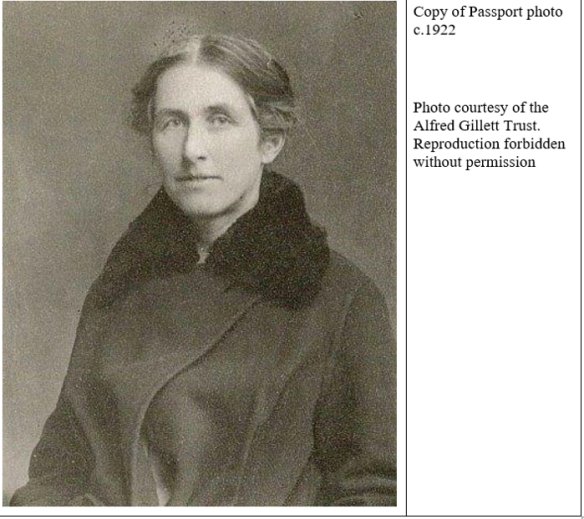 Copy of Passport photo
c.1922
Photo courtesy of the
Alfred Gillett Trust.
Reproduction forbidden
without permission